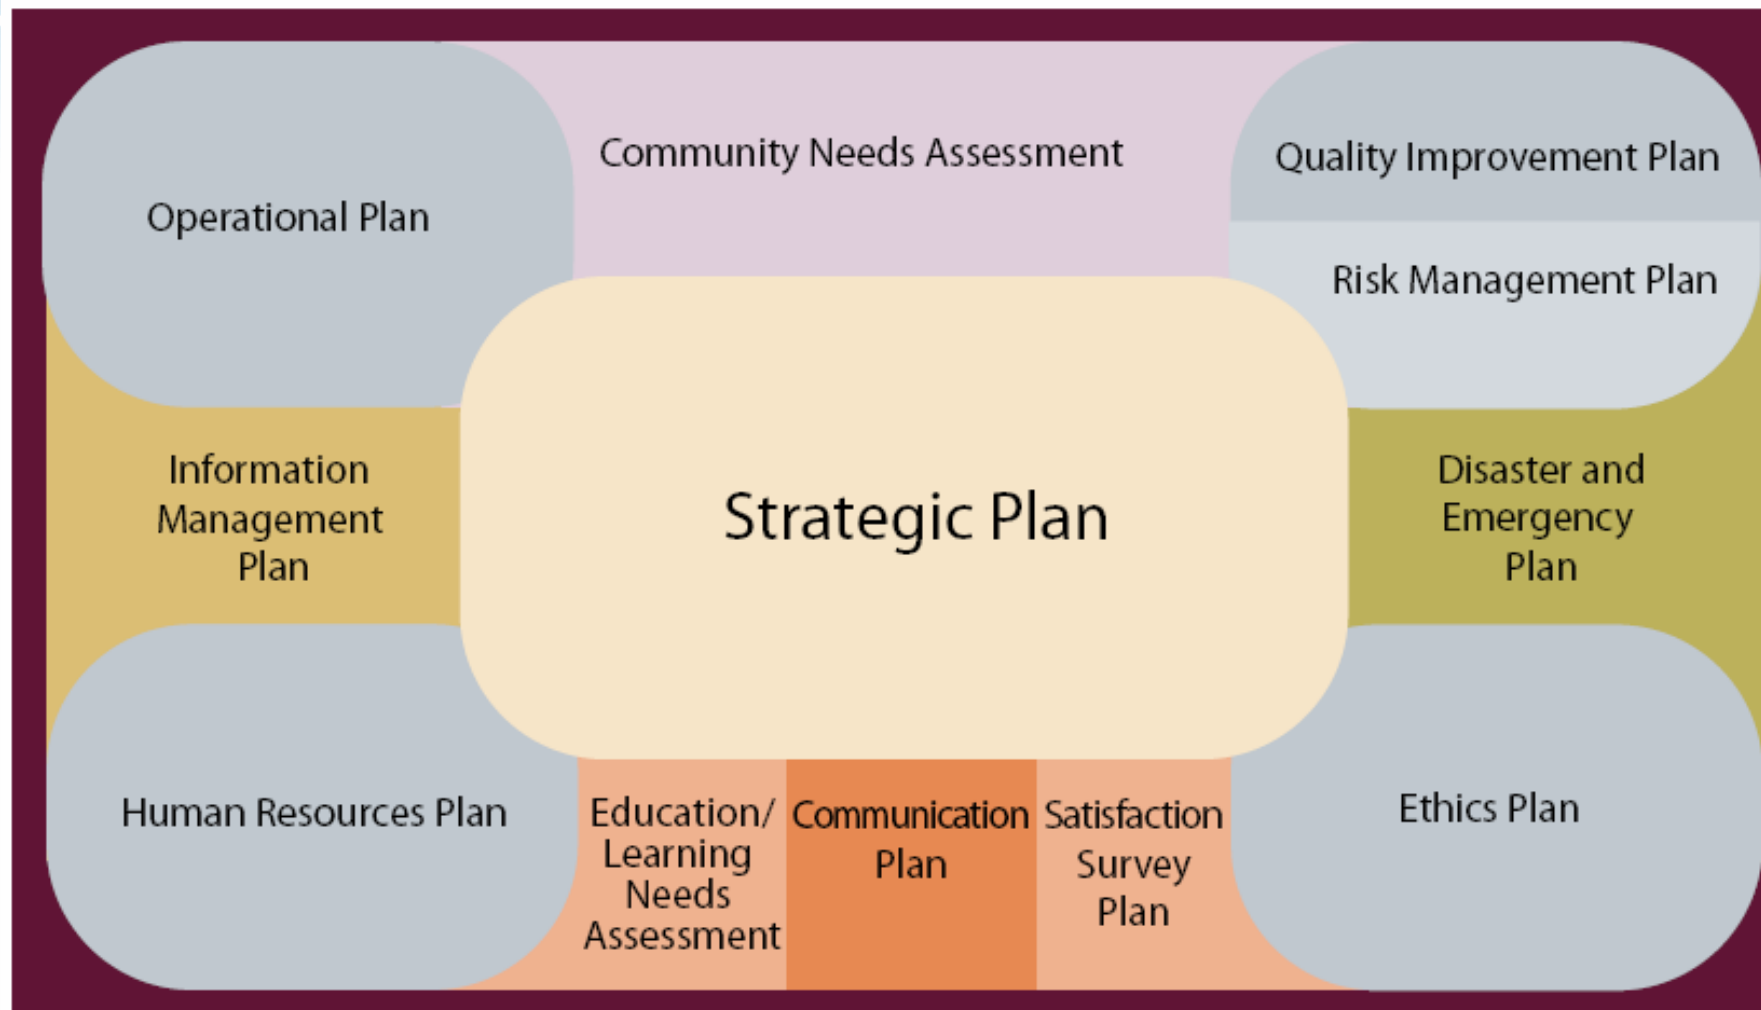 Community Needs Assessment
Quality Improvement Plan
Operational Plan
Risk Management Plan
Information
Management
Plan
Strategic Plan
Disaster and
Emergency
Plan
Human Resources Plan
Education/
Learning
Needs
Assessment
Communication
Plan
Satisfaction
Survey
Plan
Ethics Plan